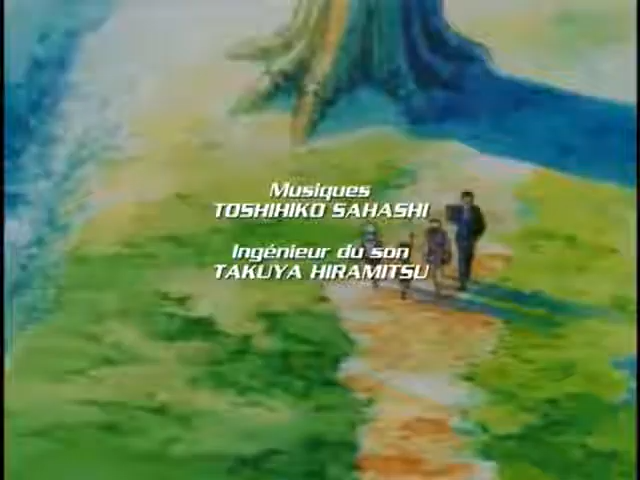 Musiques
TOSHIHIKO SAHASHI
Ingénieur du son
TAKUYA HIRAMITSU